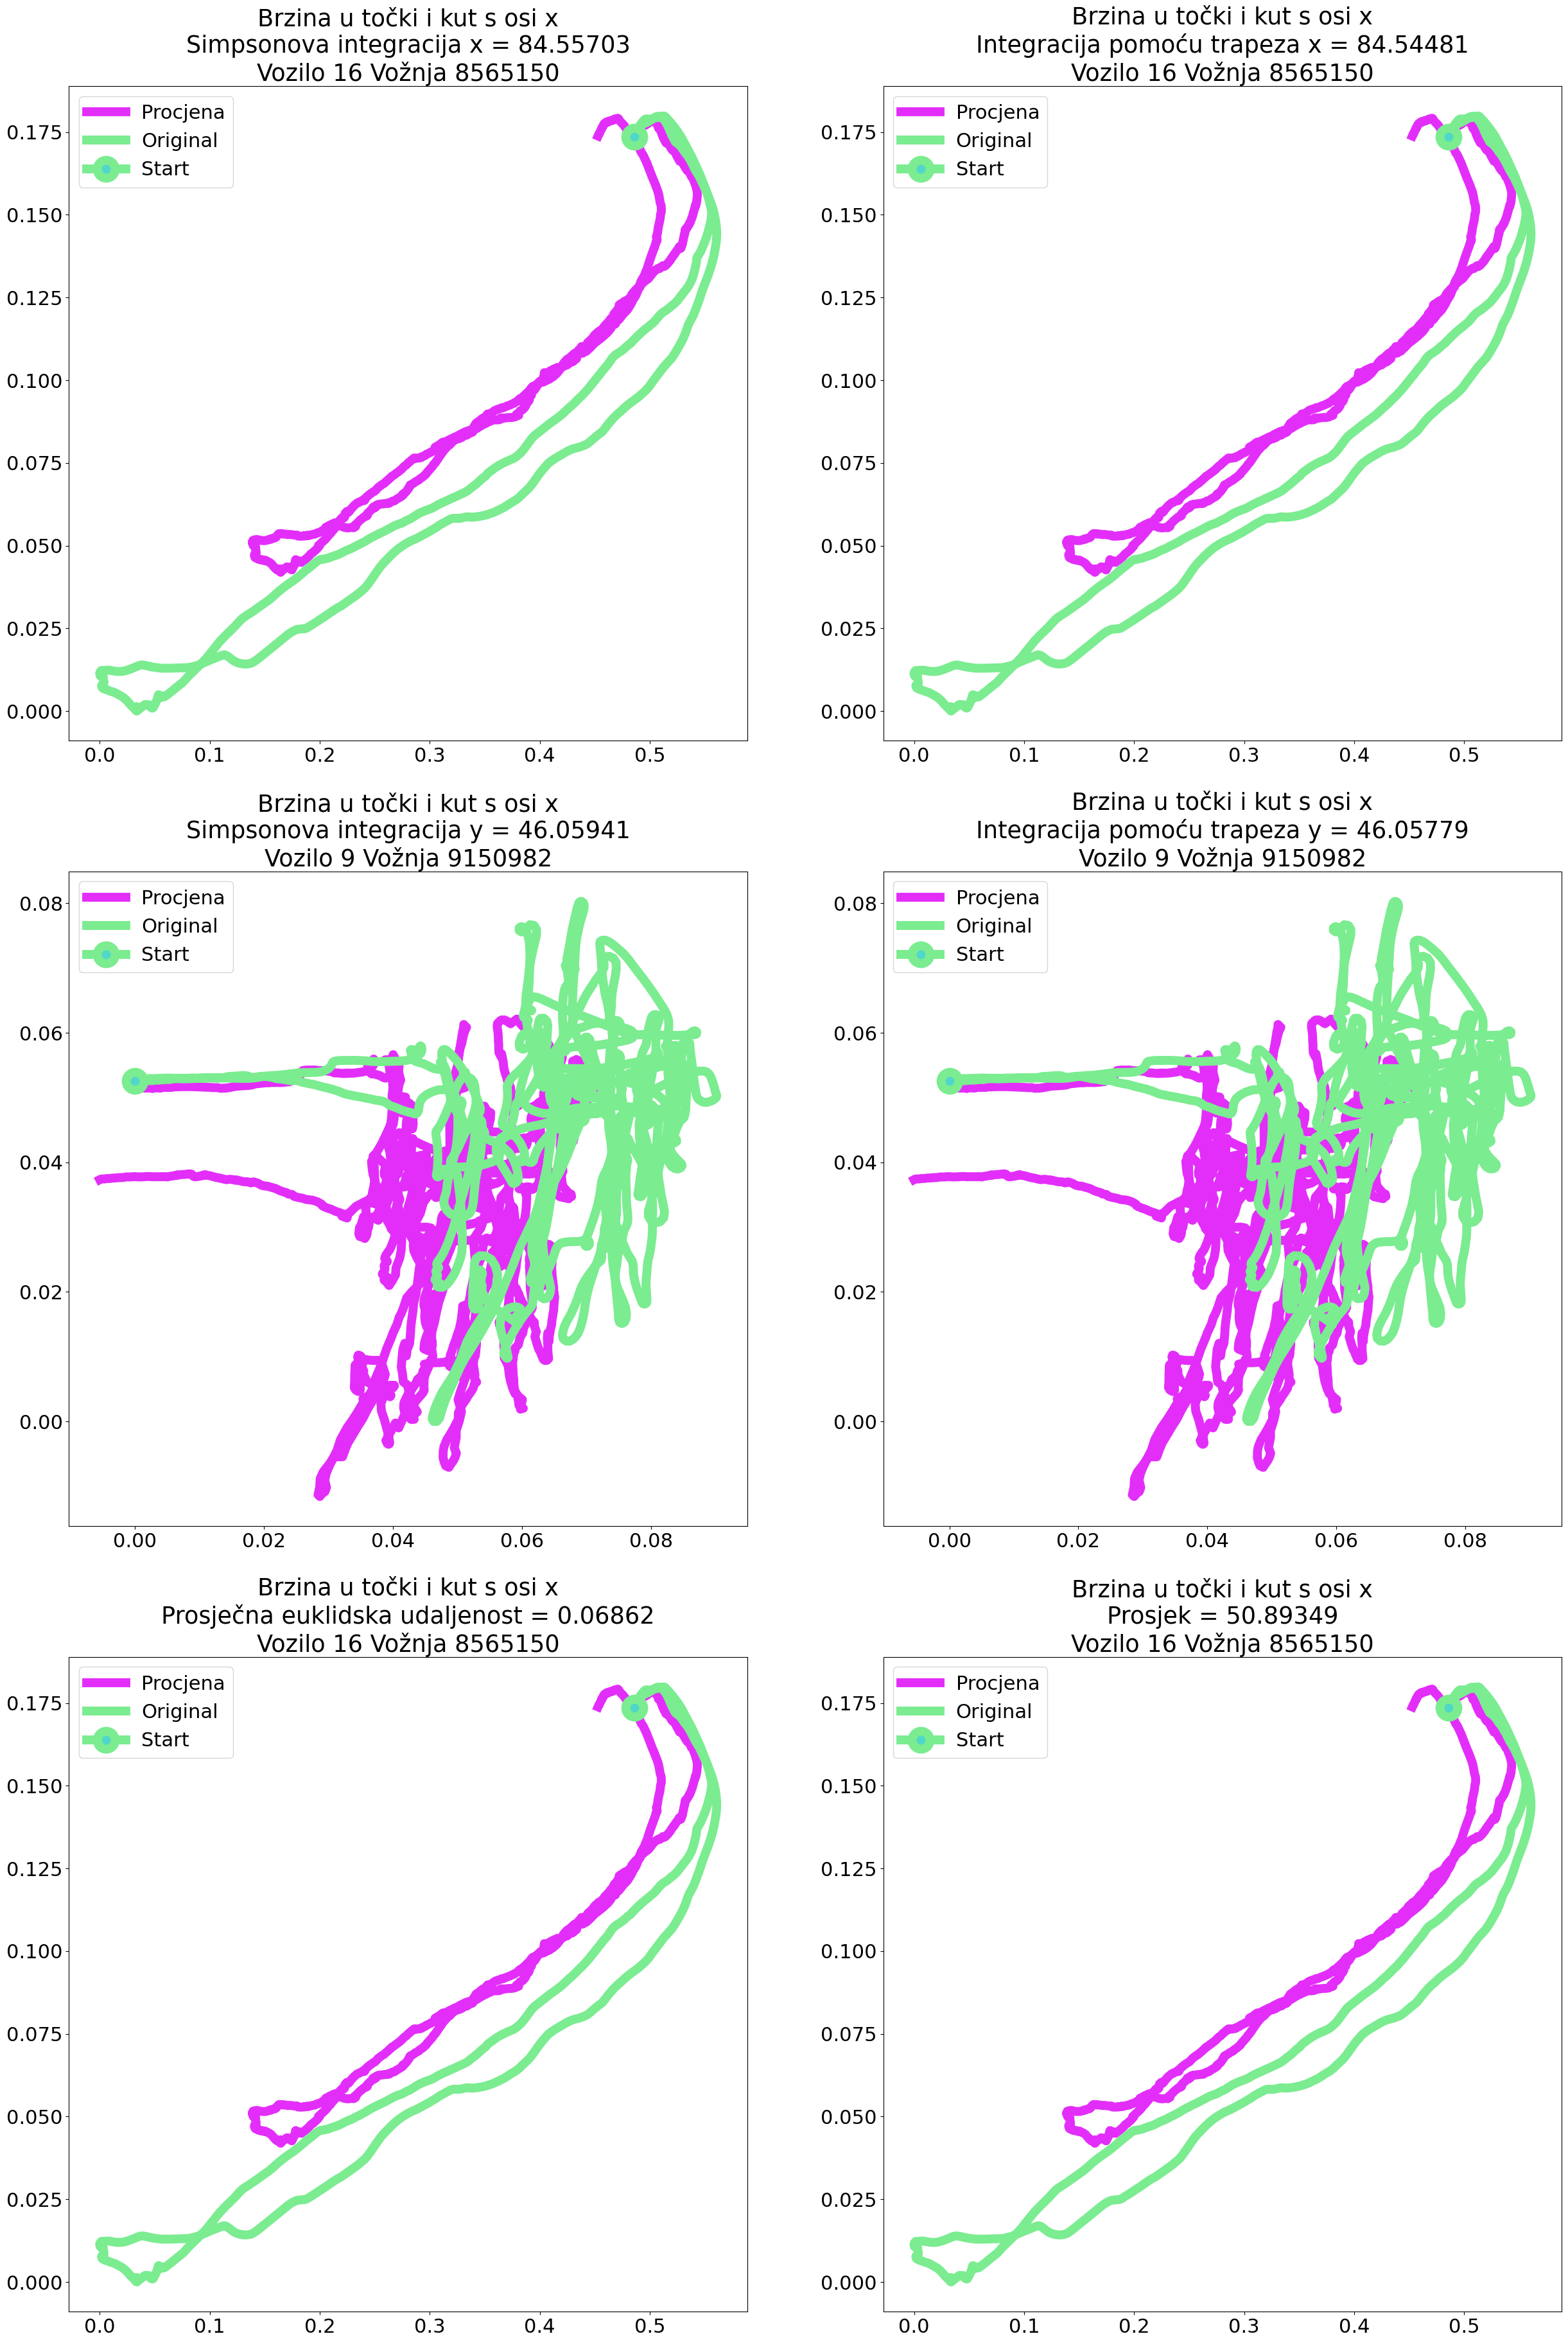 Brzina u točki i kut s osi x
Simpsonova integracija x = 84.55703
Vozilo 16 Vožnja 8565150
Procjena
Original
Start
0.175
0.150
0.125
0.100
0.075
0.050
0.025
0.000
0.0 0.1 0.2 0.3 0.4 0.5
Brzina u točki i kut s osi x
Integracija pomoću trapeza x = 84.54481
Vozilo 16 Vožnja 8565150
Procjena
Original
Start
0.175
0.150
0.125
0.100
0.075
0.050
0.025
0.000
0.0 0.1 0.2 0.3 0.4 0.5
Brzina u točki i kut s osi x
Simpsonova integracija y = 46.05941
Vozilo 9 Vožnja 9150982
Procjena
Original
Start
0.08
0.06
0.04
0.02
0.00
0.00 0.02 0.04 0.06 0.08
Brzina u točki i kut s osi x
Integracija pomoću trapeza y = 46.05779
Vozilo 9 Vožnja 9150982
Procjena
Original
Start
0.08
0.06
0.04
0.02
0.00
0.00 0.02 0.04 0.06 0.08
Brzina u točki i kut s osi x
Prosječna euklidska udaljenost = 0.06862
Vozilo 16 Vožnja 8565150
Procjena
Original
Start
0.175
0.150
0.125
0.100
0.075
0.050
0.025
0.000
0.0 0.1 0.2 0.3 0.4 0.5
Brzina u točki i kut s osi x
Prosjek = 50.89349
Vozilo 16 Vožnja 8565150
Procjena
Original
Start
0.175
0.150
0.125
0.100
0.075
0.050
0.025
0.000
0.0 0.1 0.2 0.3 0.4 0.5